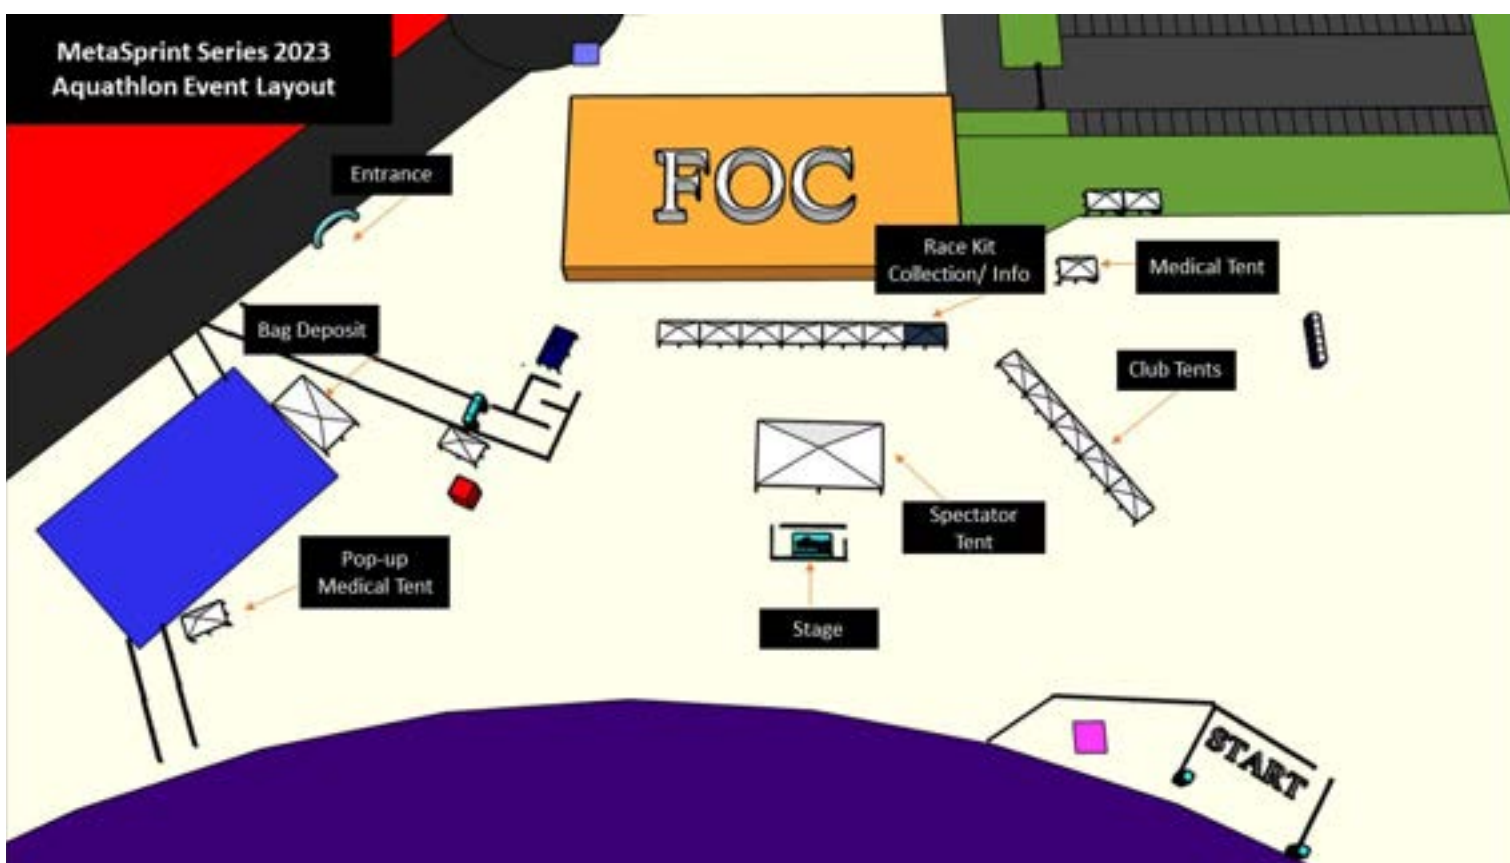 MetaSprint Series 2023
Aquathlon Event Layout
Entrance
FOC
Race Kit
Collection/ Info
Medical Tent
Bag Deposit
Club Tents
Spectator
Tent
Pop-up
Medical Tent
Stage
START